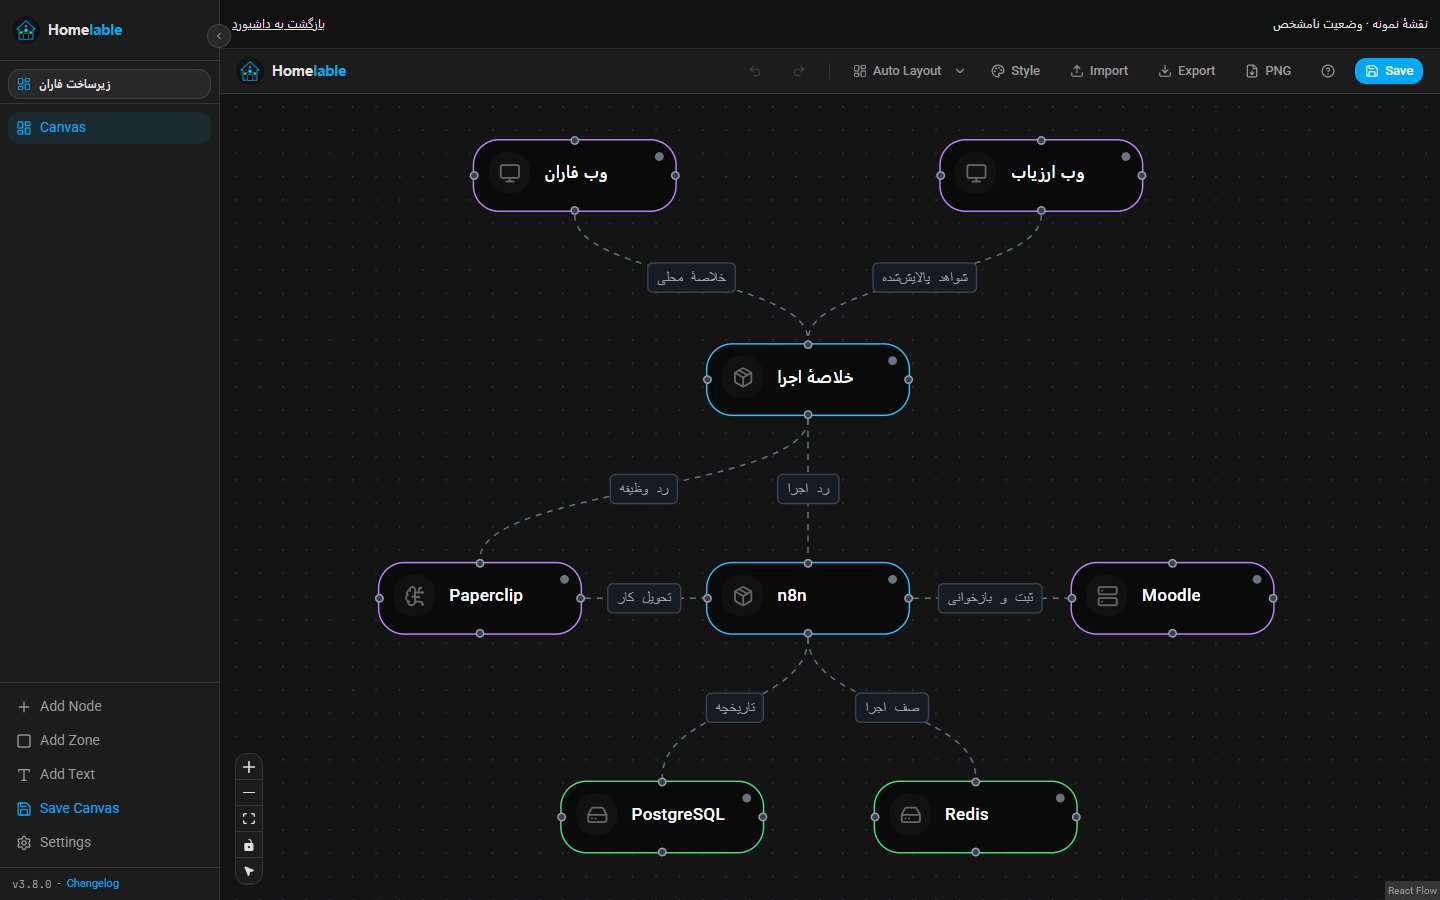 Homelable
بازگشت به داشبورد
نقشهٔ نمونه · وضعیت نامشخص
زیرساخت فاران
Canvas
Homelable
Auto Layout
Style
Import
Export
PNG
Save
وب فاران
وب ارزیاب
خلاصهٔ محلی
شواهد پالایش‌شده
خلاصهٔ اجرا
رد وظیفه
رد اجرا
Paperclip
تحویل کار
n8n
ثبت و بازخوانی
Moodle
تاریخچه
صف اجرا
PostgreSQL
Redis
Add Node
Add Zone
Add Text
Save Canvas
Settings
v3.8.0 - Changelog
React Flow